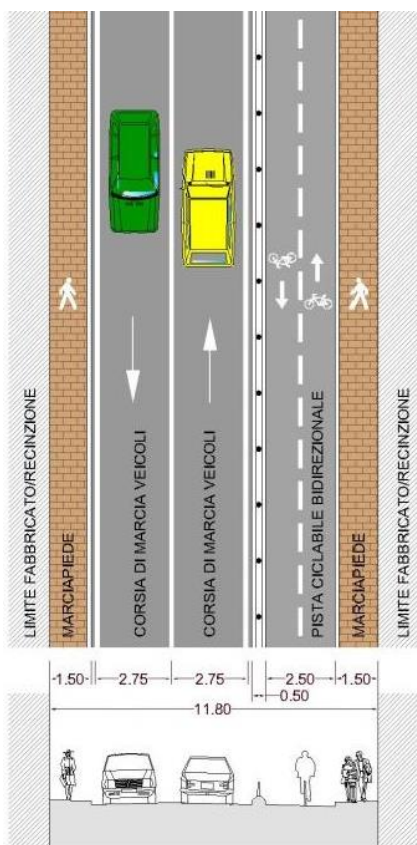 LIMITE FABBRICATO/RECINZIONE
MARCIAPIEDE
CORSIA DI MARCIA VEICOLI
CORSIA DI MARCIA VEICOLI
PISTA CICLABILE BIDIREZIONALE
MARCIAPIEDE
LIMITE FABBRICATO/RECINZIONE
1.50 2.75 2.75 2.50 1.50
0.50
11.80